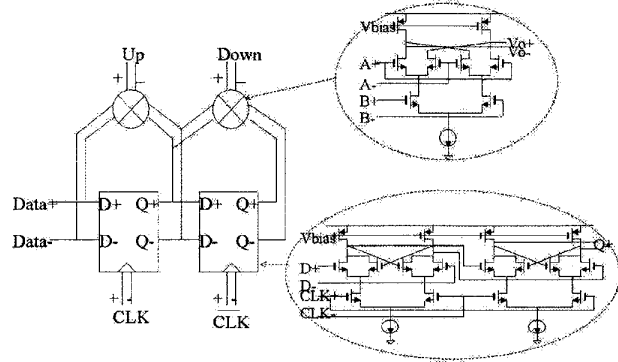 Up
Down
+
-
+
-
Data+
Data-
D+ Q+
D- Q-
D+ Q+
D- Q-
+
-
CLK
+
-
CLK
Vbias
Vo+
Vo-
A+
A-
B+
B-
Vbias
Q+
D+
D-
CLK+
CLK-